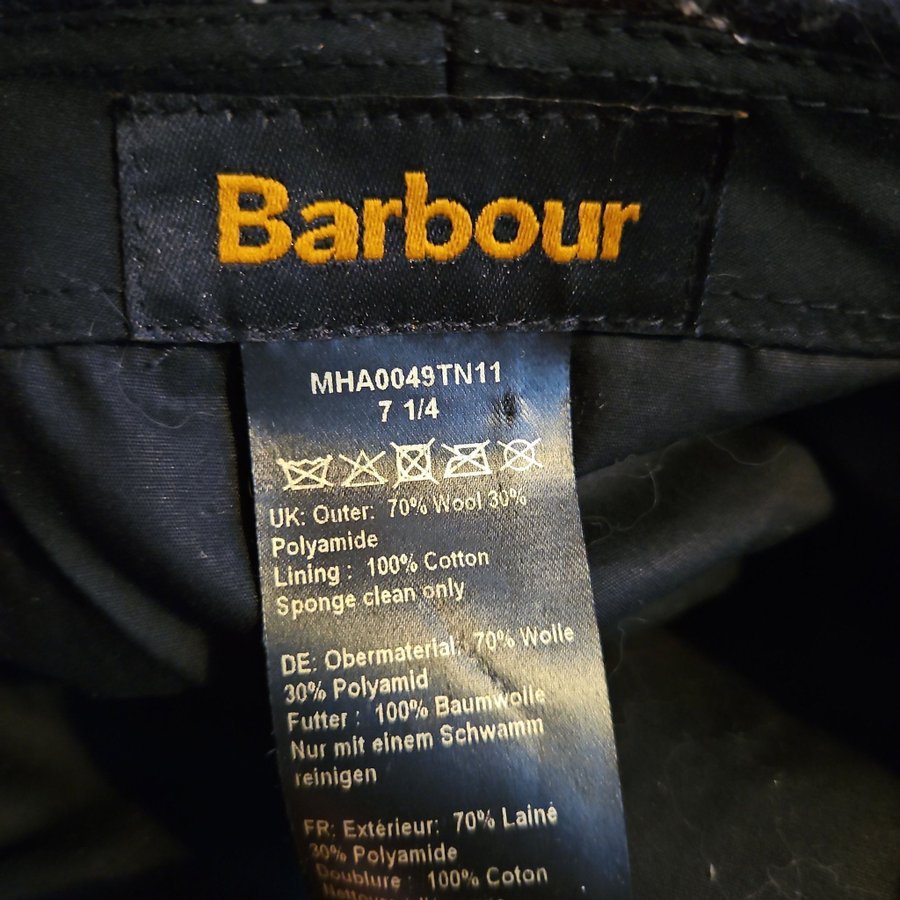 Barbour
MHA0049TN11
7 1/4
UK: Outer: 70% Wool 30%
Polyamide
Lining : 100% Cotton
Sponge clean only
DE: Obermaterial: 70% Wolle
30% Polyamid
Futter : 100% Baumwolle
Nur mit einem Schwamm
reinigen
FR: Extérieur: 70% Lainé
30% Polyamide
Doublure : 100% Coton